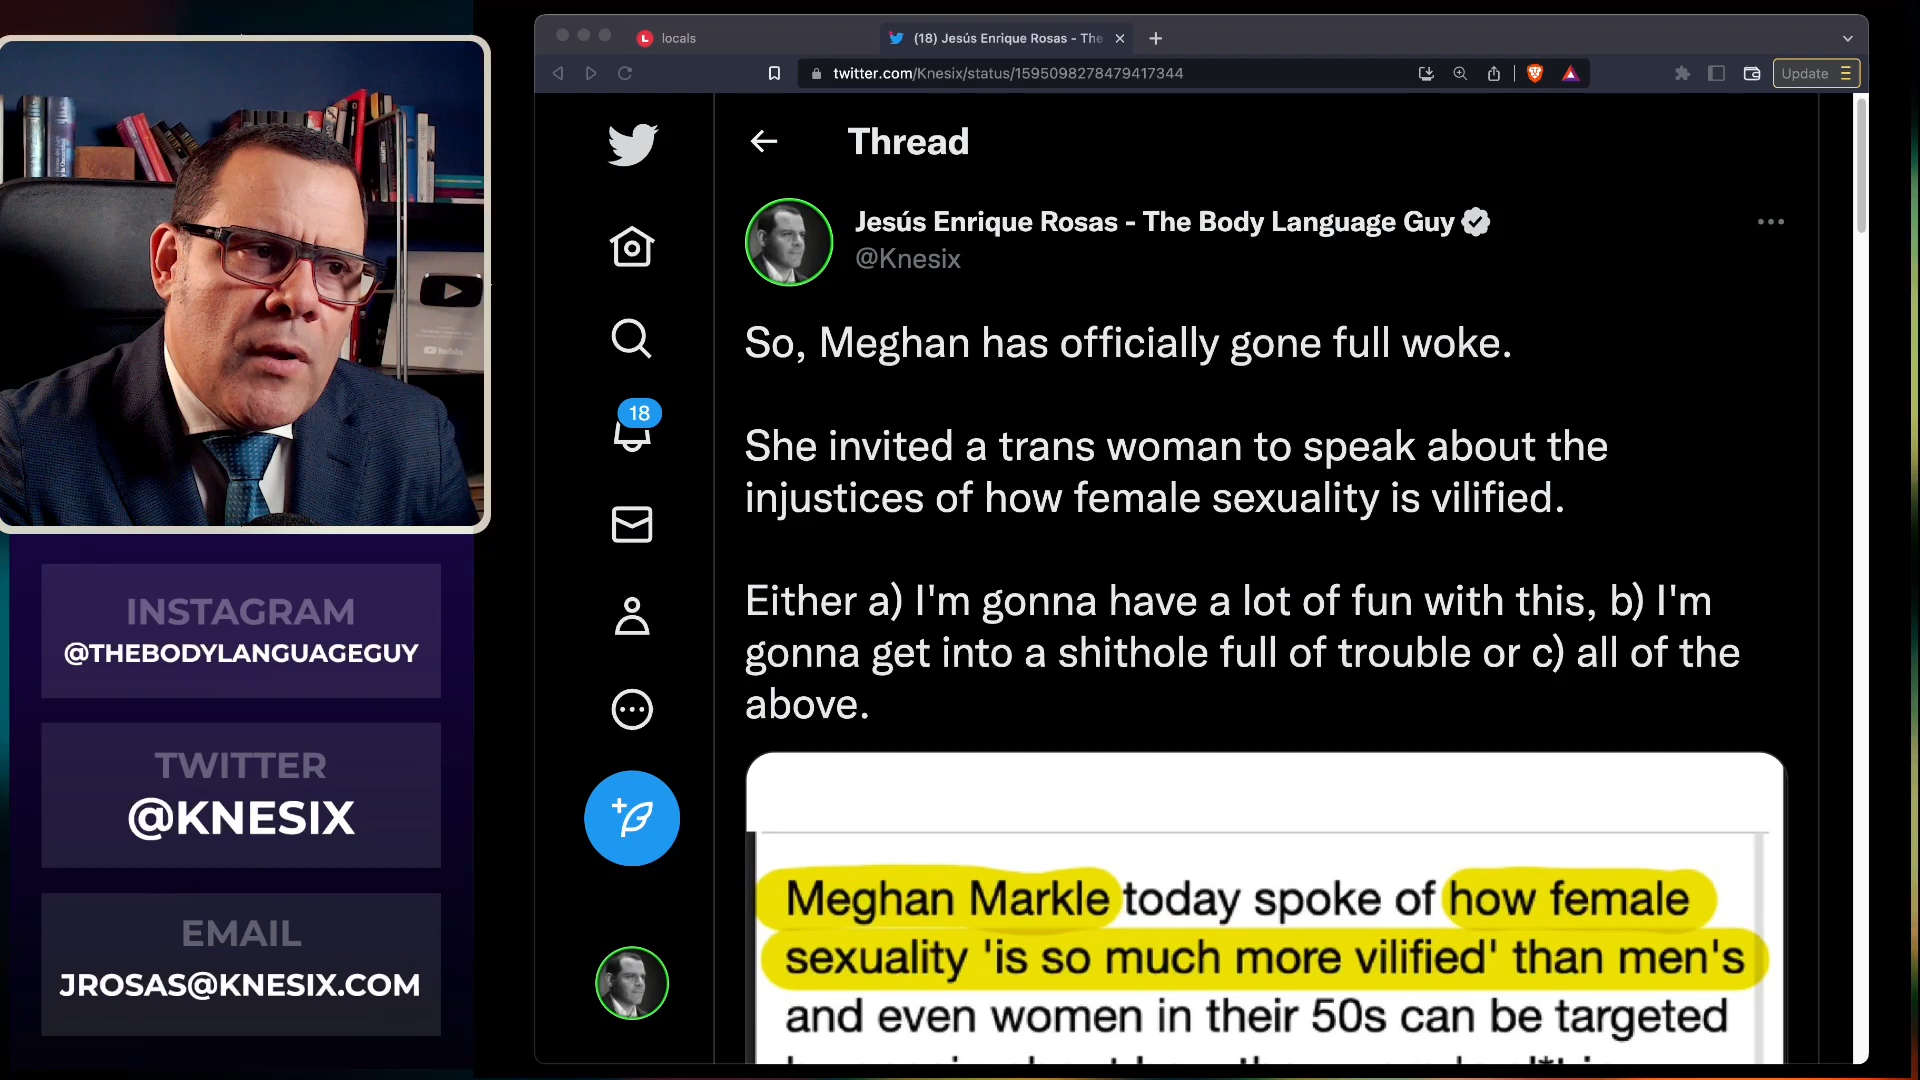 locals
(18) Jesús Enrique Rosas - The
twitter.com/Knesix/status/1595098278479417344
Update
Thread
Jesús Enrique Rosas - The Body Language Guy
@Knesix
So, Meghan has officially gone full woke.
She invited a trans woman to speak about the
injustices of how female sexuality is vilified.
Either a) I'm gonna have a lot of fun with this, b) I'm
gonna get into a shithole full of trouble or c) all of the
above.
Meghan Markle today spoke of how female
sexuality 'is so much more vilified' than men's
and even women in their 50s can be targeted
18
INSTAGRAM
@THEBODYLANGUAGEGUY
TWITTER
@KNESIX
EMAIL
JROSAS@KNESIX.COM
YouTube